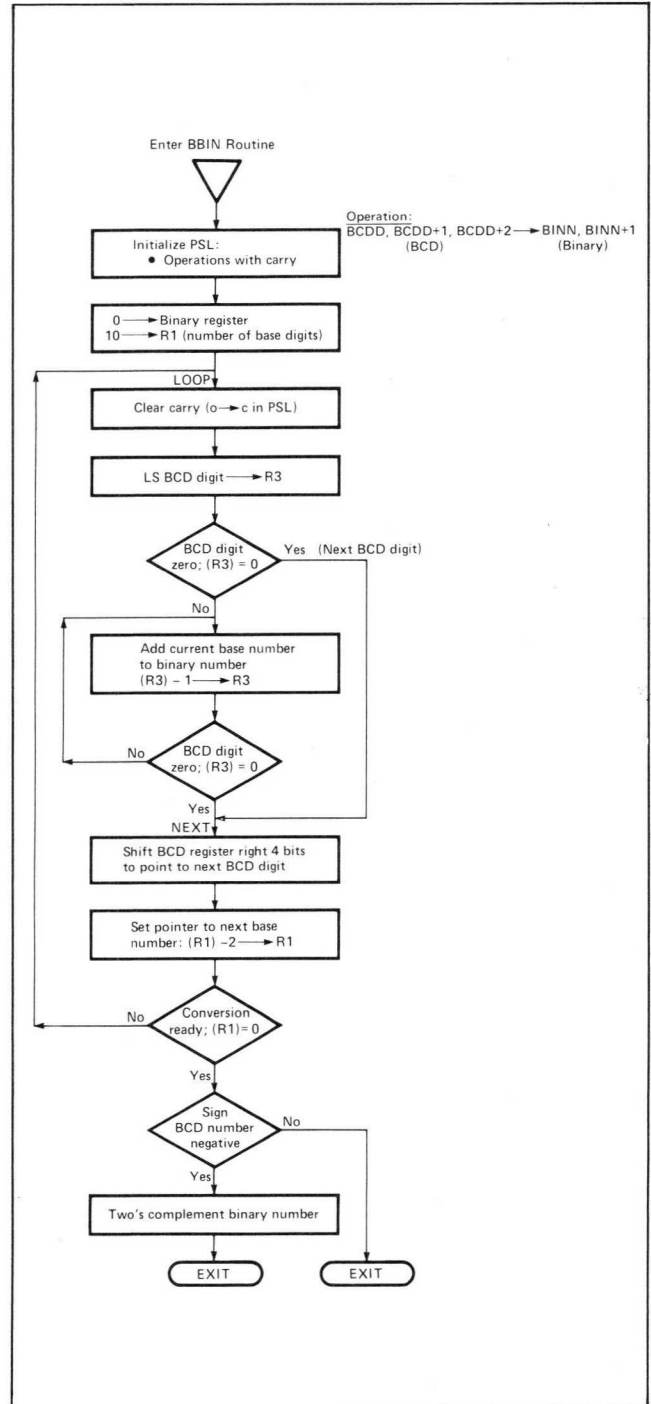 Enter BBIN Routine
Operation:
BCDD, BCDD+1, BCDD+2 → BINN, BINN+1
(BCD) (Binary)
Initialize PSL:
• Operations with carry
0 → Binary register
10 → R1 (number of base digits)
LOOP
Clear carry (o → c in PSL)
LS BCD digit → R3
BCD digit
zero; (R3) = 0
Yes (Next BCD digit)
No
Add current base number
to binary number
(R3) – 1 → R3
No
BCD digit
zero; (R3) = 0
Yes
NEXT
Shift BCD register right 4 bits
to point to next BCD digit
Set pointer to next base
number: (R1) –2 → R1
No
Conversion
ready; (R1) = 0
Yes
Sign
BCD number
negative
No
Yes
Two's complement binary number
EXIT
EXIT